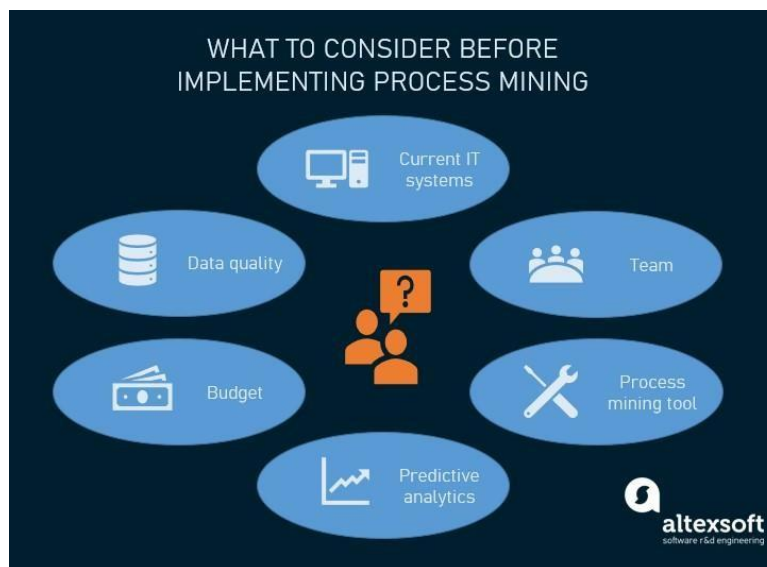 WHAT TO CONSIDER BEFORE
IMPLEMENTING PROCESS MINING
Current IT
systems
Data quality
Team
?
Budget
Process
mining tool
Predictive
analytics
altexsoft
software r&d engineering